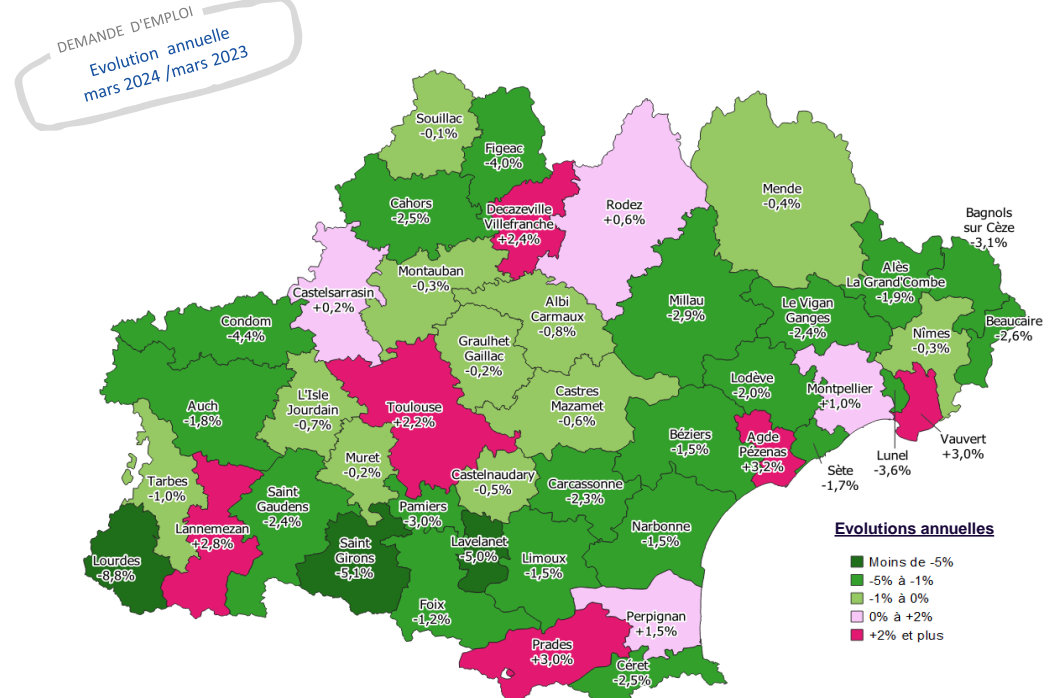 DEMANDE D'EMPLOI
Evolution annuelle
mars 2024 /mars 2023
Souillac
-0,1%
Figeac
-4,0%
Cahors
-2,5%
Decazeville
Villefranche
+2,4%
Rodez
+0,6%
Mende
-0,4%
Bagnols
sur Cèze
-3,1%
Montauban
-0,3%
Castelsarrasin
+0,2%
Albi
Carmaux
-0,8%
Millau
-2,9%
Le Vigan
Ganges
-2,4%
Alès
La Grand'Combe
-1,9%
Beaucaire
-2,6%
Nîmes
-0,3%
Condom
-4,4%
Graulhet
Gaillac
-0,2%
Auch
-1,8%
L'Isle
Jourdain
-0,7%
Toulouse
+2,2%
Castres
Mazamet
-0,6%
Lodève
-2,0%
Montpellier
+1,0%
Béziers
-1,5%
Agde
Pézenas
+3,2%
Sète
-1,7%
Lunel
-3,6%
Vauvert
+3,0%
Tarbes
-1,0%
Muret
-0,2%
Castelnaudary
-0,5%
Carcassonne
-2,3%
Saint
Gaudens
-2,4%
Pamiers
-3,0%
Lannemezan
+2,8%
Narbonne
-1,5%
Lourdes
-8,8%
Saint
Girons
-5,1%
Lavelanet
-5,0%
Limoux
-1,5%
Foix
-1,2%
Perpignan
+1,5%
Prades
+3,0%
Céret
-2,5%
Evolutions annuelles
Moins de -5%
-5% à -1%
-1% à 0%
0% à +2%
+2% et plus